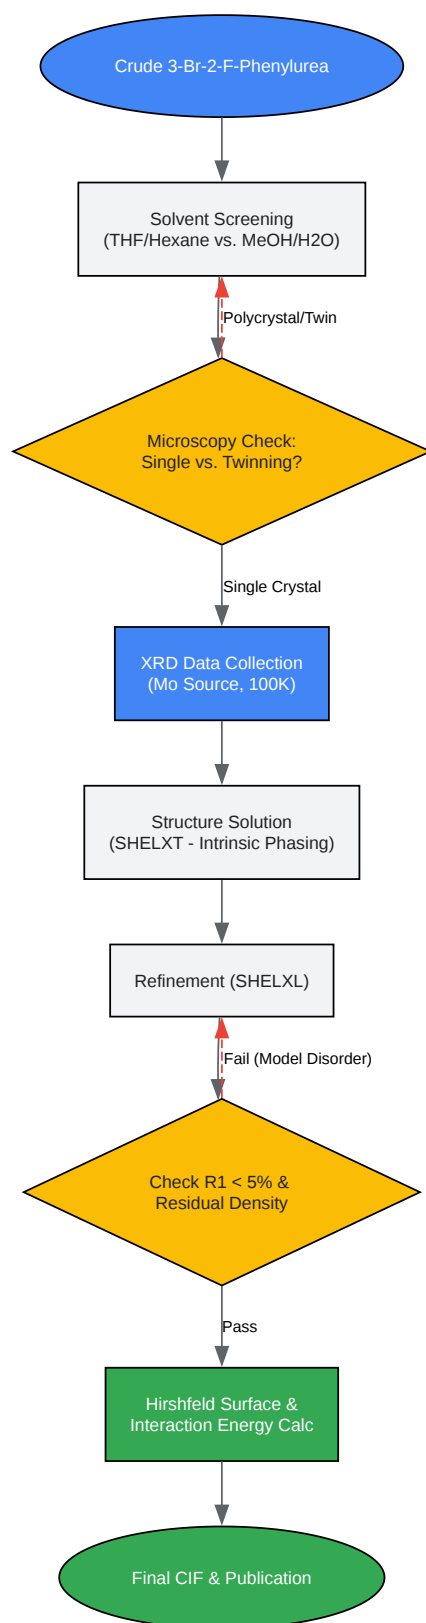 Crude 3-Br-2-F-Phenylurea
Solvent Screening
(THF/Hexane vs. MeOH/H2O)
Polycrystal/Twin
Microscopy Check:
Single vs. Twinning?
Single Crystal
XRD Data Collection
(Mo Source, 100K)
Structure Solution
(SHELXT - Intrinsic Phasing)
Refinement (SHELXL)
Fail (Model Disorder)
Check R1 < 5% &
Residual Density
Pass
Hirshfeld Surface &
Interaction Energy Calc
Final CIF & Publication